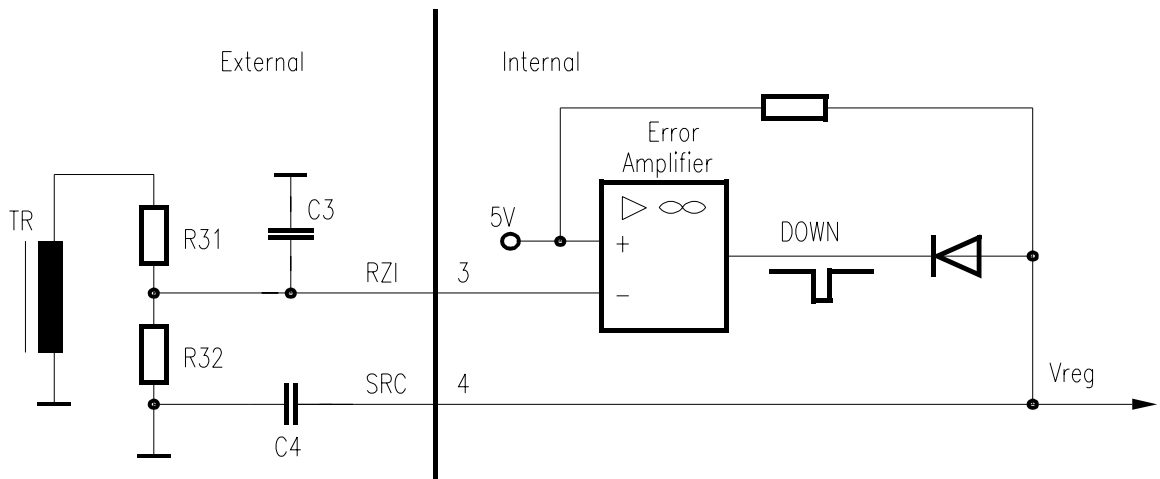 External
Internal
Error
Amplifier
TR
R31
C3
5V
+
DOWN
RZI
3
−
R32
SRC
4
Vreg
C4